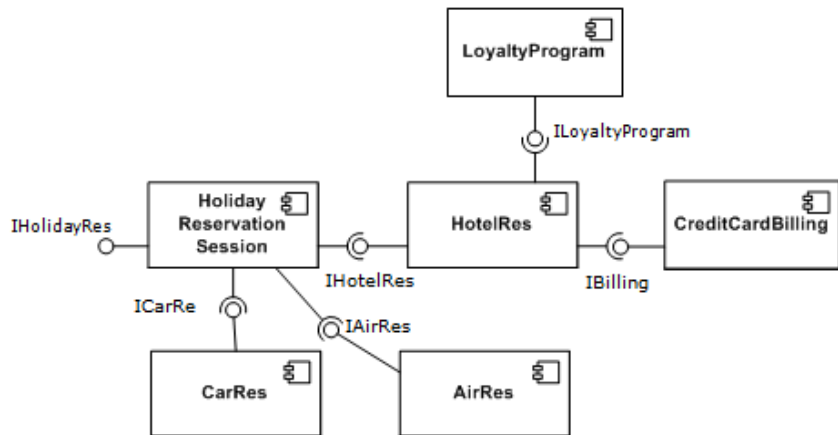 LoyaltyProgram
ILoyaltyProgram
Holiday
Reservation
Session
HotelRes
CreditCardBilling
IHolidayRes
IHotelRes
IBilling
ICarRe
IAirRes
CarRes
AirRes